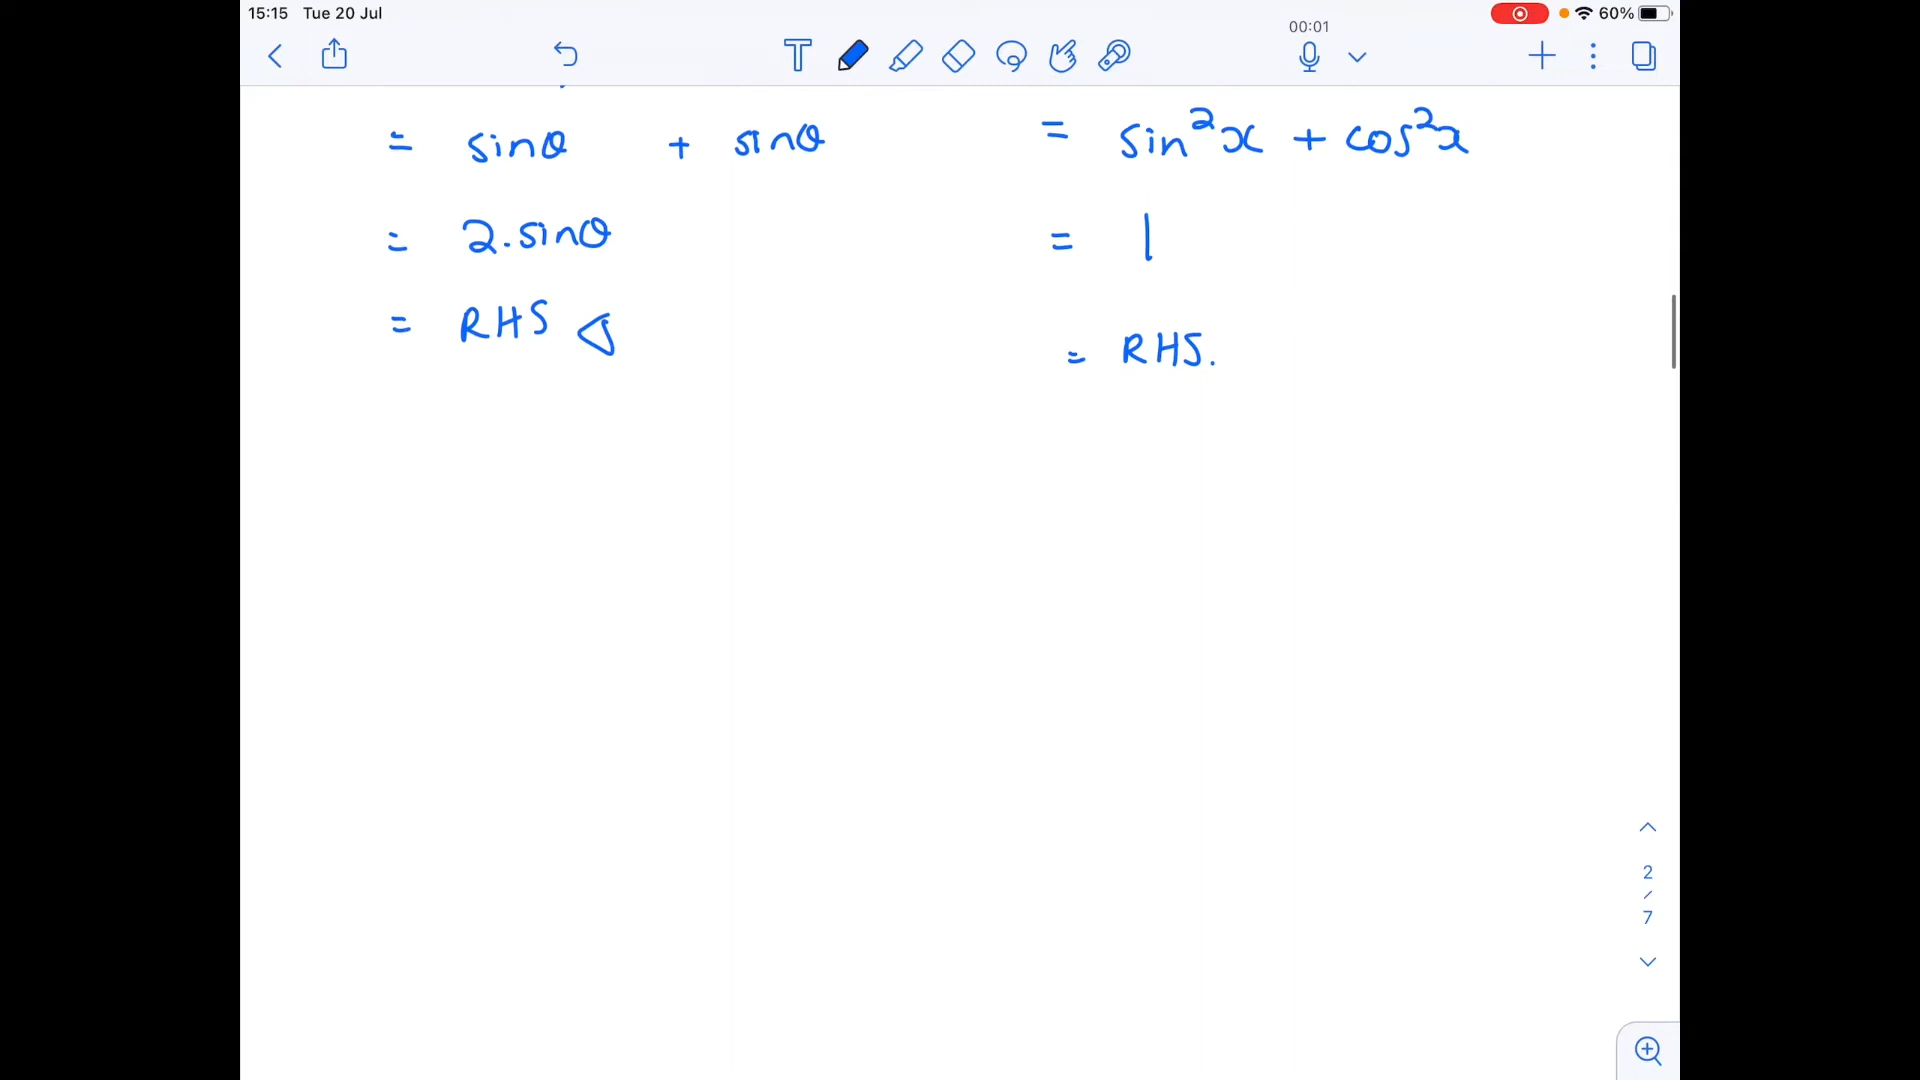 15:15 Tue 20 Jul
60%
00:01
= sinθ + sinθ
= 2.sinθ
= RHS
= sin²x + cos²x
= 1
= RHS.
2
/
7